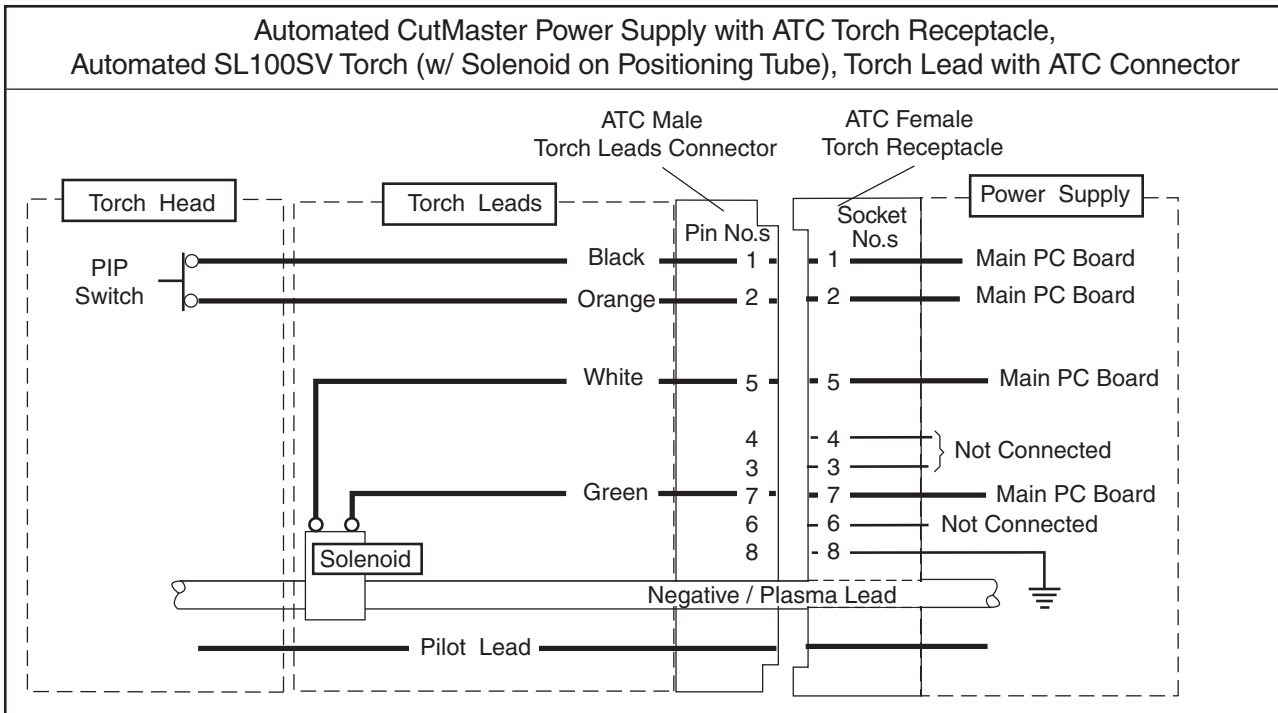 Automated CutMaster Power Supply with ATC Torch Receptacle,
Automated SL100SV Torch (w/ Solenoid on Positioning Tube), Torch Lead with ATC Connector
ATC Male
Torch Leads Connector
ATC Female
Torch Receptacle
Torch Head
Torch Leads
Power Supply
Pin No.s
Socket
No.s
PIP
Switch
Black 1 1 Main PC Board
Orange 2 2 Main PC Board
White 5 5 Main PC Board
4 4
Not Connected
3 3
Green 7 7 Main PC Board
6 6 Not Connected
8 8
Solenoid
Negative / Plasma Lead
Pilot Lead